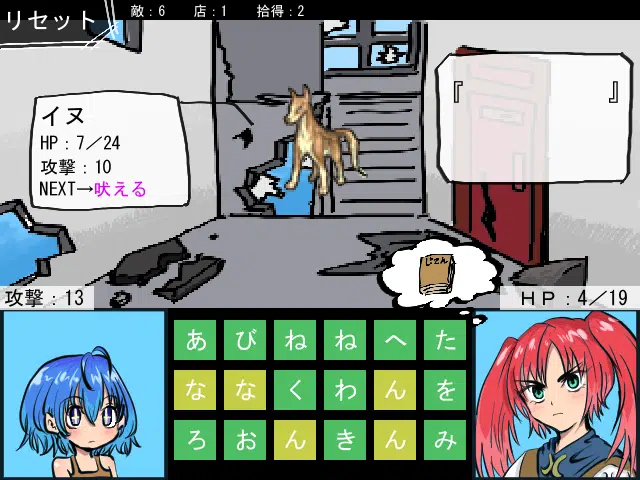 リセット
敵：6 店：1 拾得：2
イヌ
HP：7／24
攻撃：10
NEXT→吠える
『 』
じてん
攻撃：13
ＨＰ：4／19
あ び ね ね へ た
な な く わ ん を
ろ お ん き ん み